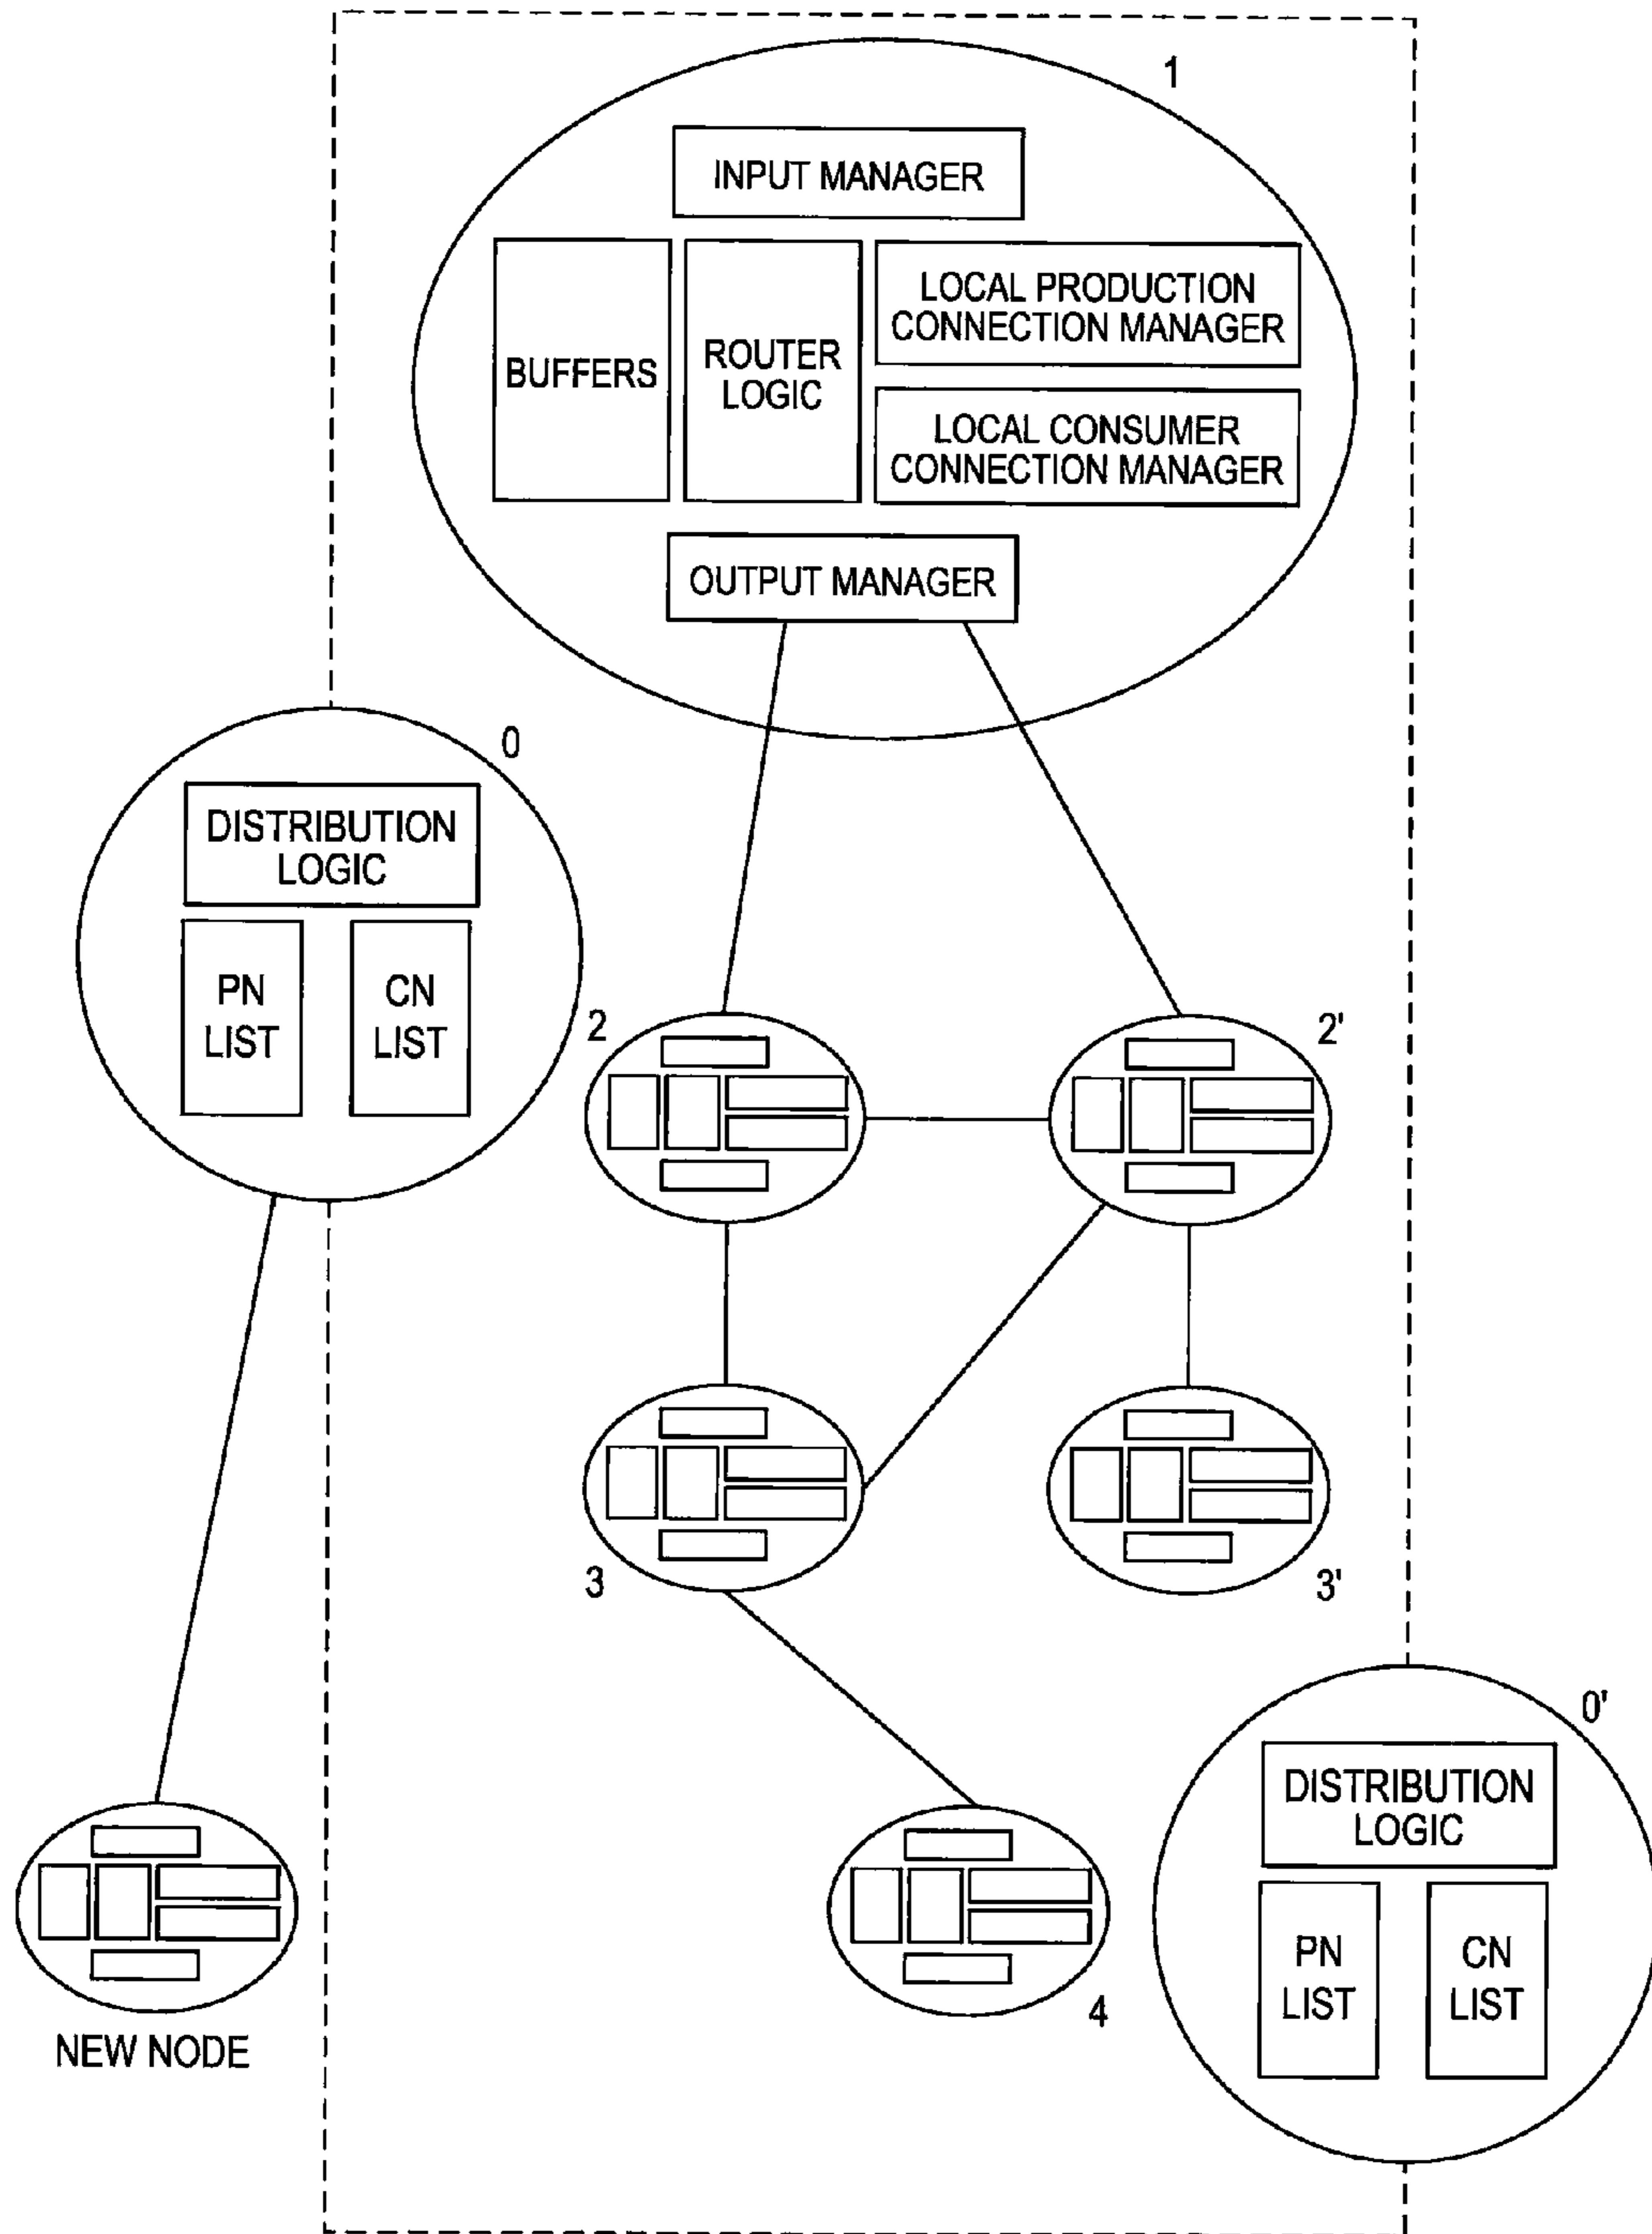 1
INPUT MANAGER
BUFFERS
ROUTER
LOGIC
LOCAL PRODUCTION
CONNECTION MANAGER
LOCAL CONSUMER
CONNECTION MANAGER
OUTPUT MANAGER
0
DISTRIBUTION
LOGIC
PN
LIST
CN
LIST
2
2'
3
3'
0'
DISTRIBUTION
LOGIC
PN
LIST
CN
LIST
4
NEW NODE